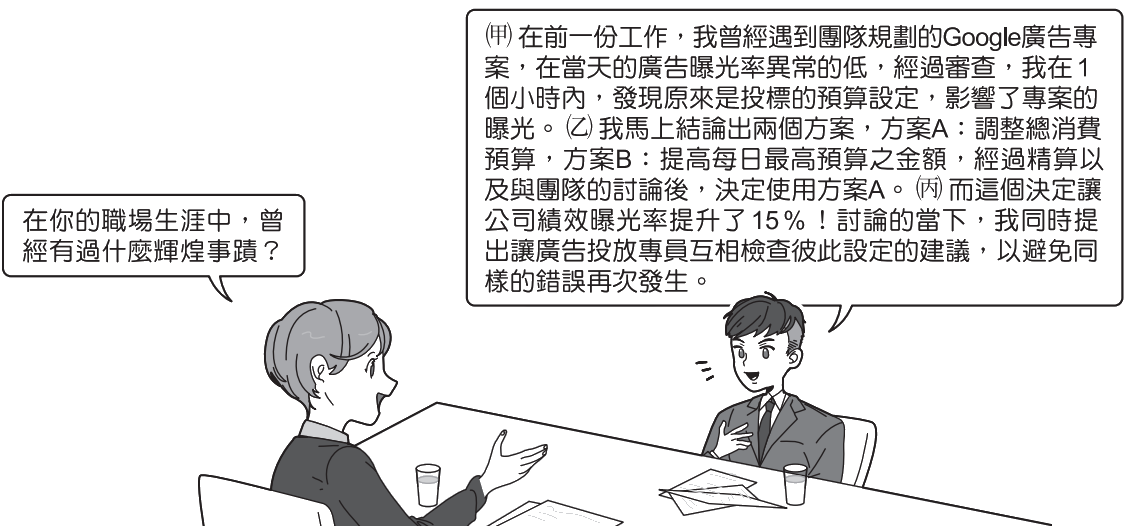 在你的職場生涯中，曾
經有過什麼輝煌事蹟？
㈙在前一份工作，我曾經遇到團隊規劃的Google廣告專
案，在當天的廣告曝光率異常的低，經過審查，我在1
個小時內，發現原來是投標的預算設定，影響了專案的
曝光。(乙)我馬上結論出兩個方案，方案A：調整總消費
預算，方案B：提高每日最高預算之金額，經過精算以
及與團隊的討論後，決定使用方案A。(丙)而這個決定讓
公司績效曝光率提升了15%！討論的當下，我同時提
出讓廣告投放專員互相檢查彼此設定的建議，以避免同
樣的錯誤再次發生。